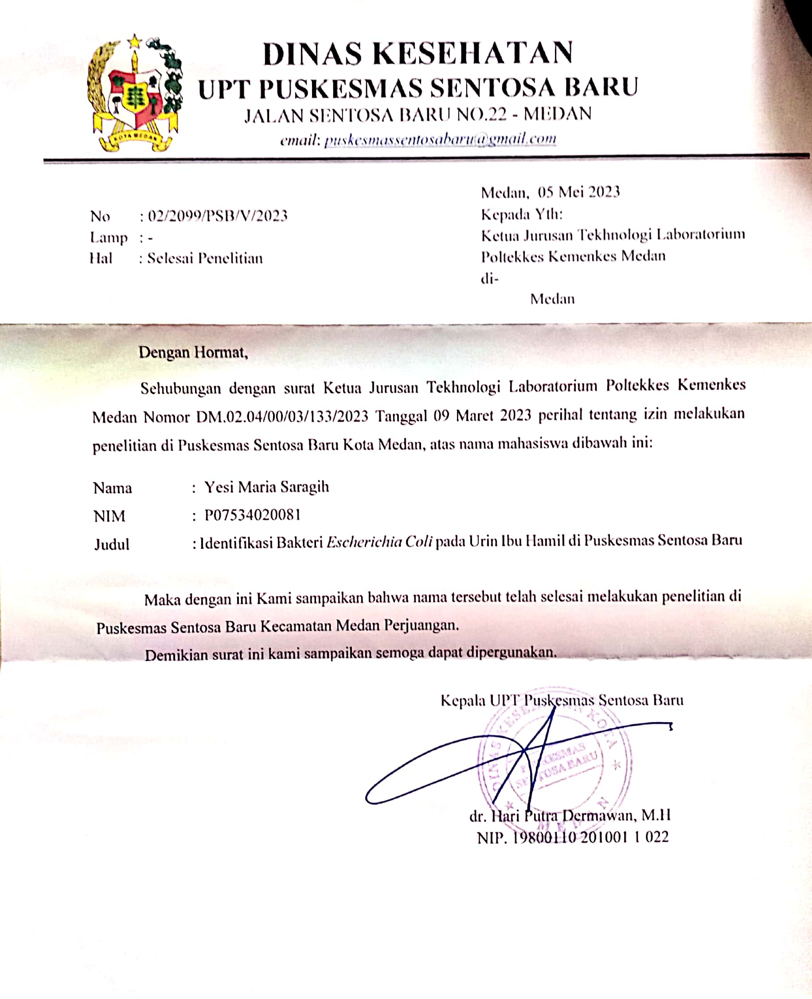 DINAS KESEHATAN
UPT PUSKESMAS SENTOSA BARU
JALAN SENTOSA BARU NO.22 - MEDAN
email: puskesmassentosabaru@gmail.com
KOTA MEDAN
Medan, 05 Mei 2023
No : 02/2099/PSB/V/2023
Lamp : -
Hal : Selesai Penelitian
Kepada Yth:
Ketua Jurusan Tekhnologi Laboratorium
Poltekkes Kemenkes Medan
di-
Medan
Dengan Hormat,
Sehubungan dengan surat Ketua Jurusan Tekhnologi Laboratorium Poltekkes Kemenkes
Medan Nomor DM.02.04/00/03/133/2023 Tanggal 09 Maret 2023 perihal tentang izin melakukan
penelitian di Puskesmas Sentosa Baru Kota Medan, atas nama mahasiswa dibawah ini:
Nama : Yesi Maria Saragih
NIM : P07534020081
Judul : Identifikasi Bakteri Escherichia Coli pada Urin Ibu Hamil di Puskesmas Sentosa Baru
Maka dengan ini Kami sampaikan bahwa nama tersebut telah selesai melakukan penelitian di
Puskesmas Sentosa Baru Kecamatan Medan Perjuangan.
Demikian surat ini kami sampaikan semoga dapat dipergunakan.
Kepala UPT Puskesmas Sentosa Baru
DINAS KESEHATAN KOTA
PUSKESMAS
SENTOSA BARU
MEDAN
dr. Hari Putra Dermawan, M.H
NIP. 19800110 201001 1 022